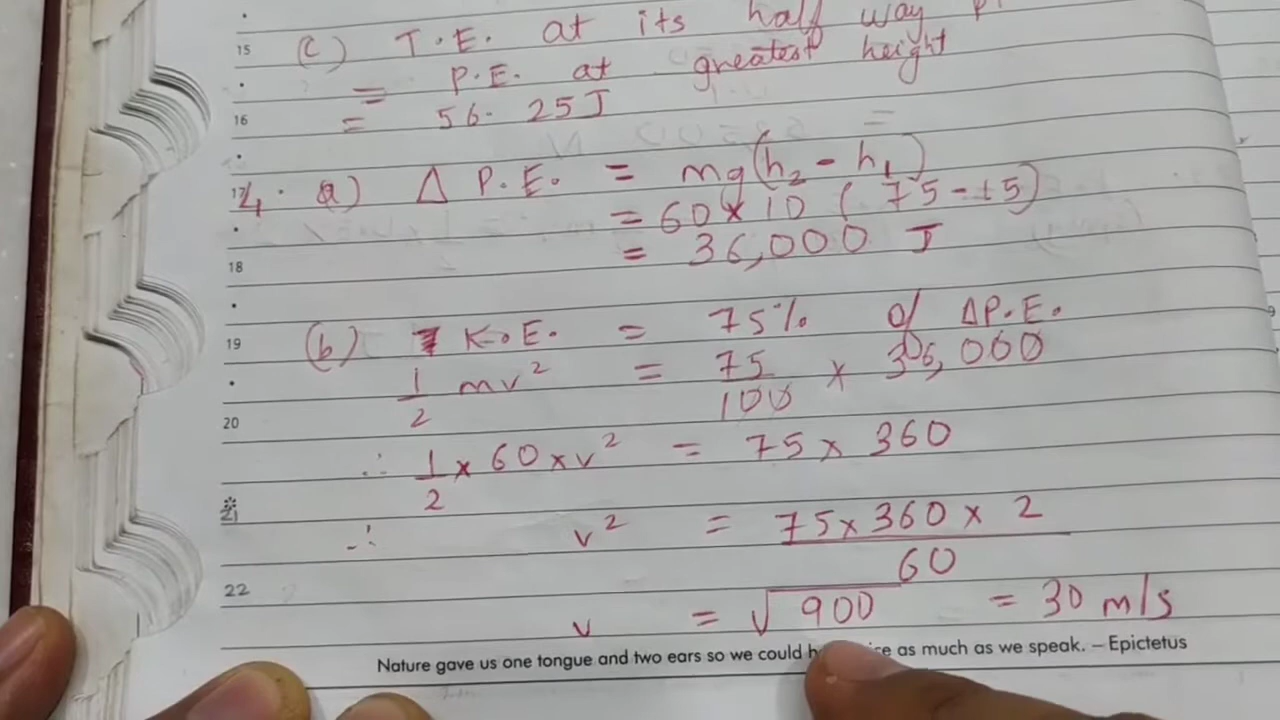 (c) T.E. at its half way
15
= P.E. at greatest height
= 56.25J
16
17
4. a) Δ P.E. = mg(h₂ - h₁)
= 60 x 10 ( 75 - 15)
= 36,000 J
18
19
(b) K.E. = 75% of ΔP.E.
1/2 mv² = 75/100 x 36,000
20
∴ 1/2 x 60 x v² = 75 x 360
21
∴ v² = 75 x 360 x 2 / 60
22
v = √900 = 30 m/s
Nature gave us one tongue and two ears so we could as much as we speak. – Epictetus